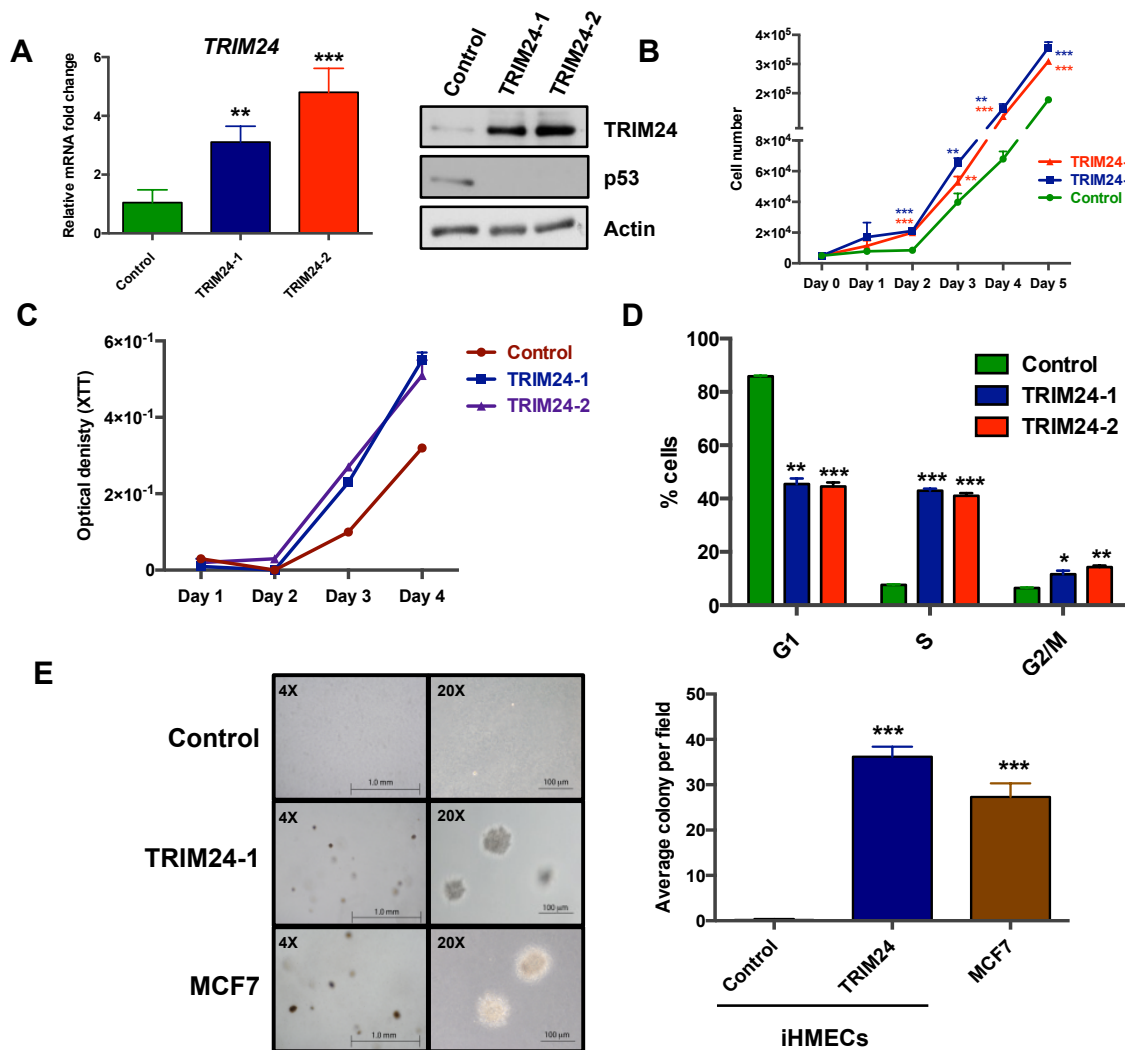 A
TRIM24
Relative mRNA fold change
6
4
2
0
**
***
Control
TRIM24-1
TRIM24-2
Control
TRIM24-1
TRIM24-2
TRIM24
p53
Actin
B
Cell number
4×10⁵
3×10⁵
2×10⁵
8×10⁴
6×10⁴
4×10⁴
2×10⁴
0
***
***
**
***
**
**
***
***
TRIM24-
TRIM24-
Control
Day 0 Day 1 Day 2 Day 3 Day 4 Day 5
C
Optical denisty (XTT)
6×10⁻¹
4×10⁻¹
2×10⁻¹
0
Control
TRIM24-1
TRIM24-2
Day 1 Day 2 Day 3 Day 4
D
% cells
100
80
60
40
20
0
Control
TRIM24-1
TRIM24-2
** *** *** *** * **
G1 S G2/M
E
Control
4X 1.0 mm
20X 100 µm
TRIM24-1
4X 1.0 mm
20X 100 µm
MCF7
4X 1.0 mm
20X 100 µm
Average colony per field
50
40
30
20
10
0
***
***
Control
TRIM24
MCF7
iHMECs